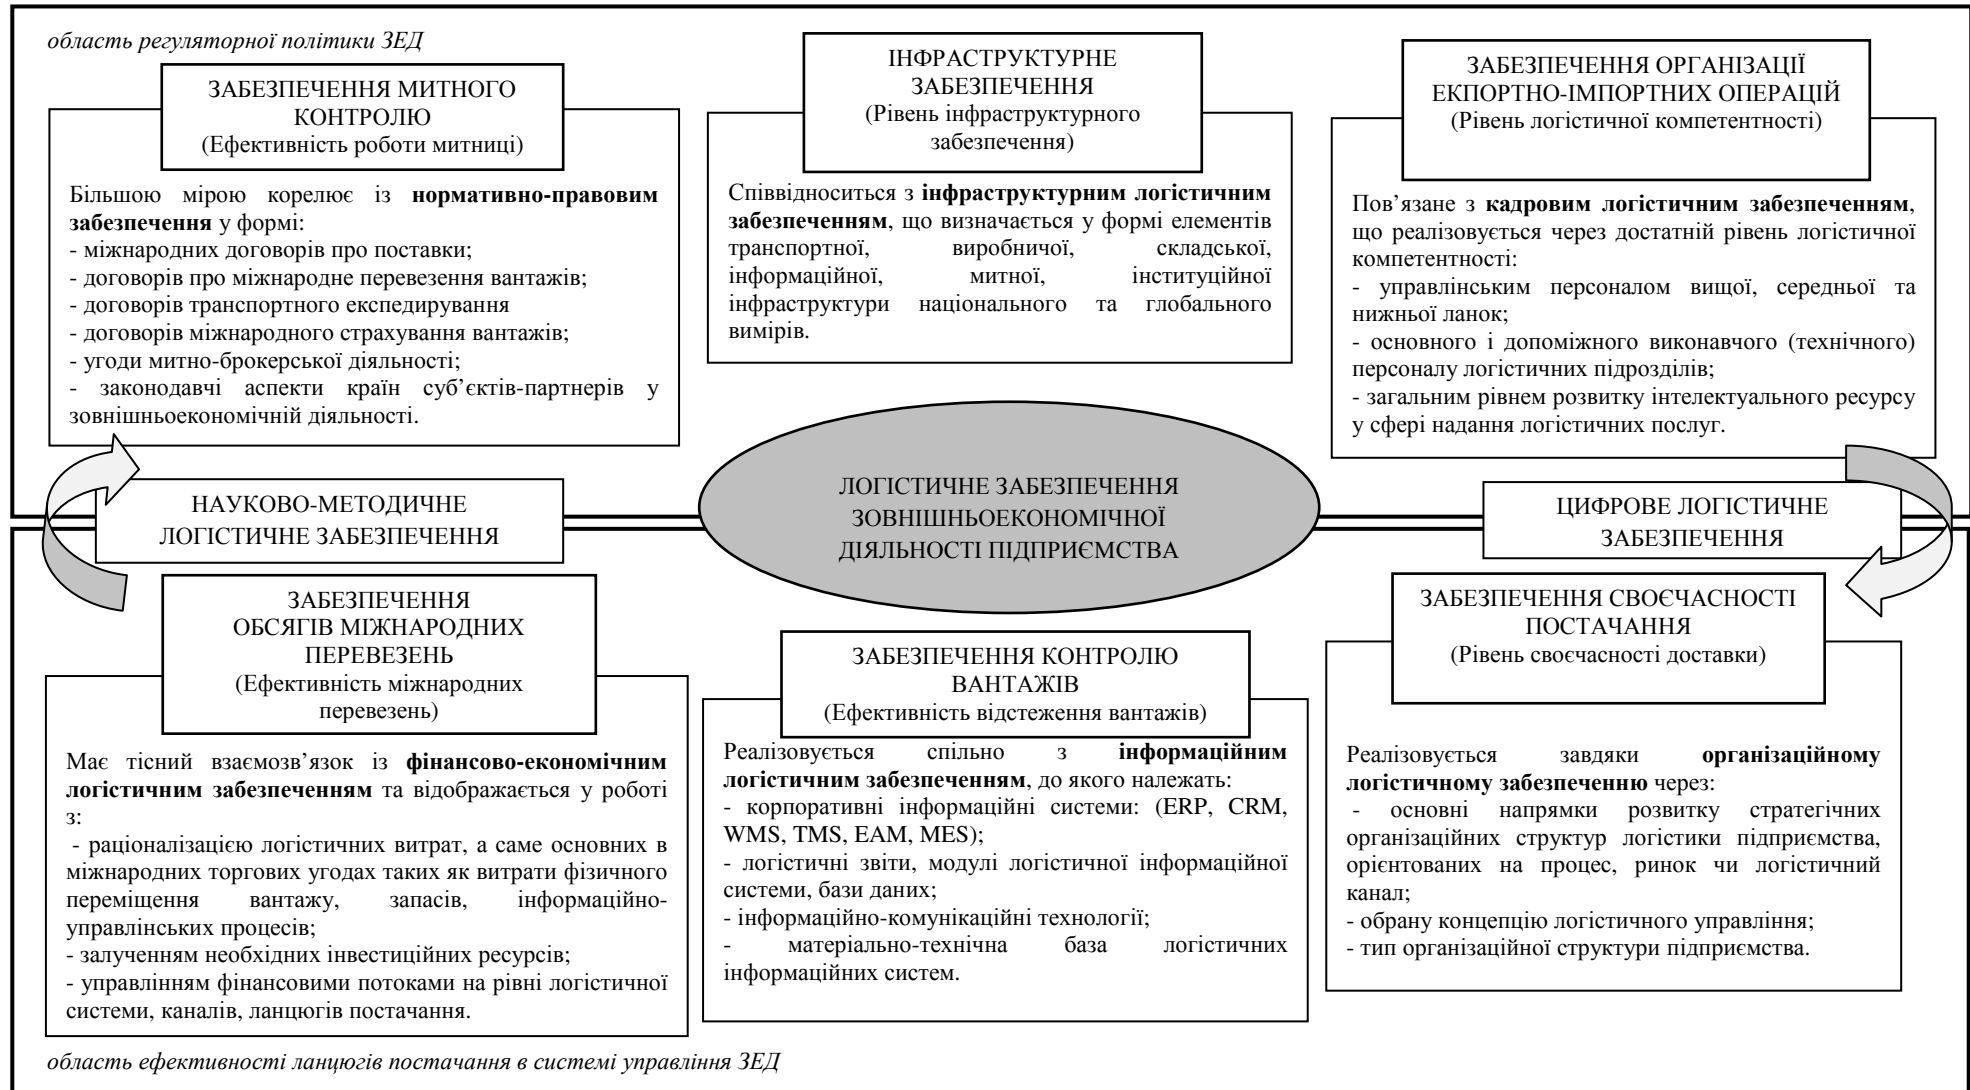 область регуляторної політики ЗЕД
ЗАБЕЗПЕЧЕННЯ МИТНОГО
КОНТРОЛЮ
(Ефективність роботи митниці)
Більшою мірою корелює із нормативно-правовим
забезпечення у формі:
- міжнародних договорів про поставки;
- договорів про міжнародне перевезення вантажів;
- договорів транспортного експедирування
- договорів міжнародного страхування вантажів;
- угоди митно-брокерської діяльності;
- законодавчі аспекти країн суб’єктів-партнерів у
зовнішньоекономічній діяльності.
ІНФРАСТРУКТУРНЕ
ЗАБЕЗПЕЧЕННЯ
(Рівень інфраструктурного
забезпечення)
Співвідноситься з інфраструктурним логістичним
забезпеченням, що визначається у формі елементів
транспортної, виробничої, складської,
інформаційної, митної, інституційної
інфраструктури національного та глобального
вимірів.
ЗАБЕЗПЕЧЕННЯ ОРГАНІЗАЦІЇ
ЕКПОРТНО-ІМПОРТНИХ ОПЕРАЦІЙ
(Рівень логістичної компетентності)
Пов’язане з кадровим логістичним забезпеченням,
що реалізовується через достатній рівень логістичної
компетентності:
- управлінським персоналом вищої, середньої та
нижньої ланок;
- основного і допоміжного виконавчого (технічного)
персоналу логістичних підрозділів;
- загальним рівнем розвитку інтелектуального ресурсу
у сфері надання логістичних послуг.
НАУКОВО-МЕТОДИЧНЕ
ЛОГІСТИЧНЕ ЗАБЕЗПЕЧЕННЯ
ЛОГІСТИЧНЕ ЗАБЕЗПЕЧЕННЯ
ЗОВНІШНЬОЕКОНОМІЧНОЇ
ДІЯЛЬНОСТІ ПІДПРИЄМСТВА
ЦИФРОВЕ ЛОГІСТИЧНЕ
ЗАБЕЗПЕЧЕННЯ
ЗАБЕЗПЕЧЕННЯ
ОБСЯГІВ МІЖНАРОДНИХ
ПЕРЕВЕЗЕНЬ
(Ефективність міжнародних
перевезень)
Має тісний взаємозв’язок із фінансово-економічним
логістичним забезпеченням та відображається у роботі
з:
- раціоналізацією логістичних витрат, а саме основних в
міжнародних торгових угодах таких як витрати фізичного
переміщення вантажу, запасів, інформаційно-
управлінських процесів;
- залученням необхідних інвестиційних ресурсів;
- управлінням фінансовими потоками на рівні логістичної
системи, каналів, ланцюгів постачання.
ЗАБЕЗПЕЧЕННЯ КОНТРОЛЮ
ВАНТАЖІВ
(Ефективність відстеження вантажів)
Реалізовується спільно з інформаційним
логістичним забезпеченням, до якого належать:
- корпоративні інформаційні системи: (ERP, CRM,
WMS, TMS, EAM, MES);
- логістичні звіти, модулі логістичної інформаційної
системи, бази даних;
- інформаційно-комунікаційні технології;
- матеріально-технічна база логістичних
інформаційних систем.
ЗАБЕЗПЕЧЕННЯ СВОЄЧАСНОСТІ
ПОСТАЧАННЯ
(Рівень своєчасності доставки)
Реалізовується завдяки організаційному
логістичному забезпеченню через:
- основні напрямки розвитку стратегічних
організаційних структур логістики підприємства,
орієнтованих на процес, ринок чи логістичний
канал;
- обрану концепцію логістичного управління;
- тип організаційної структури підприємства.
область ефективності ланцюгів постачання в системі управління ЗЕД